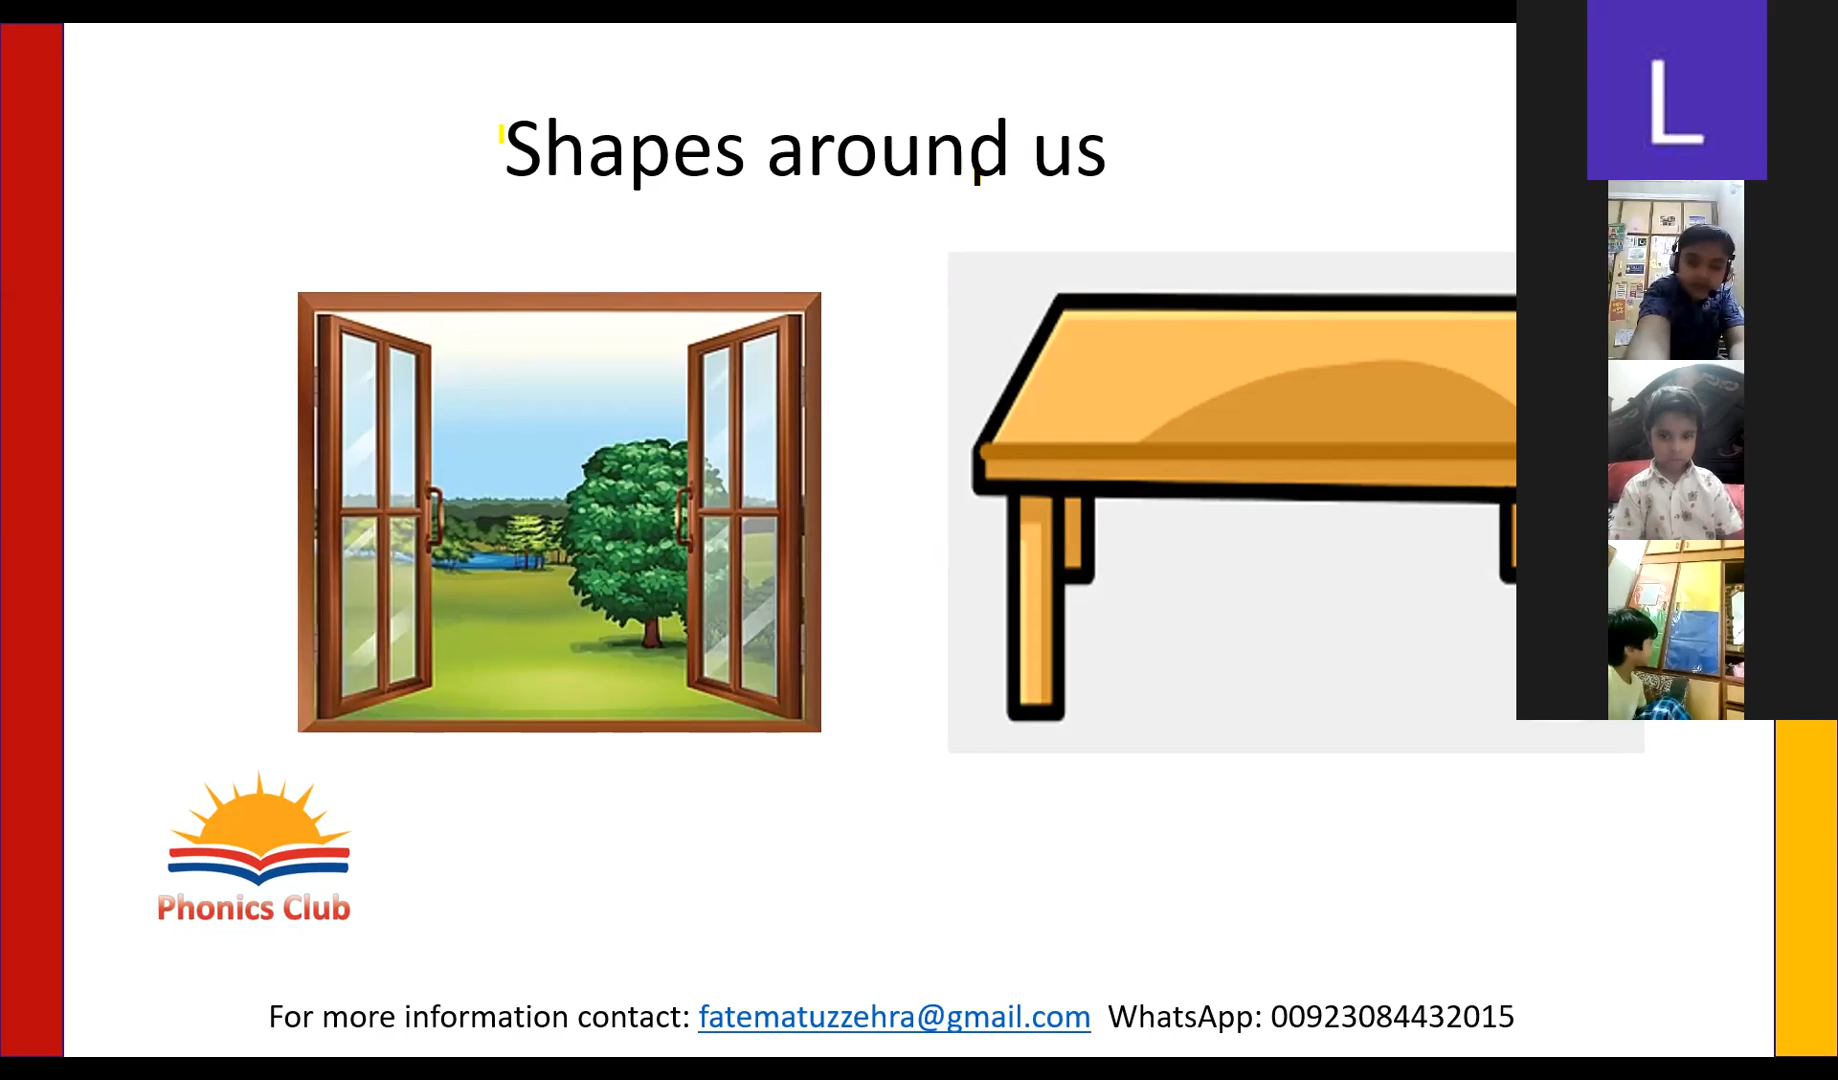 Shapes around us
L
Phonics Club
For more information contact: fatematuzzehra@gmail.com WhatsApp: 00923084432015